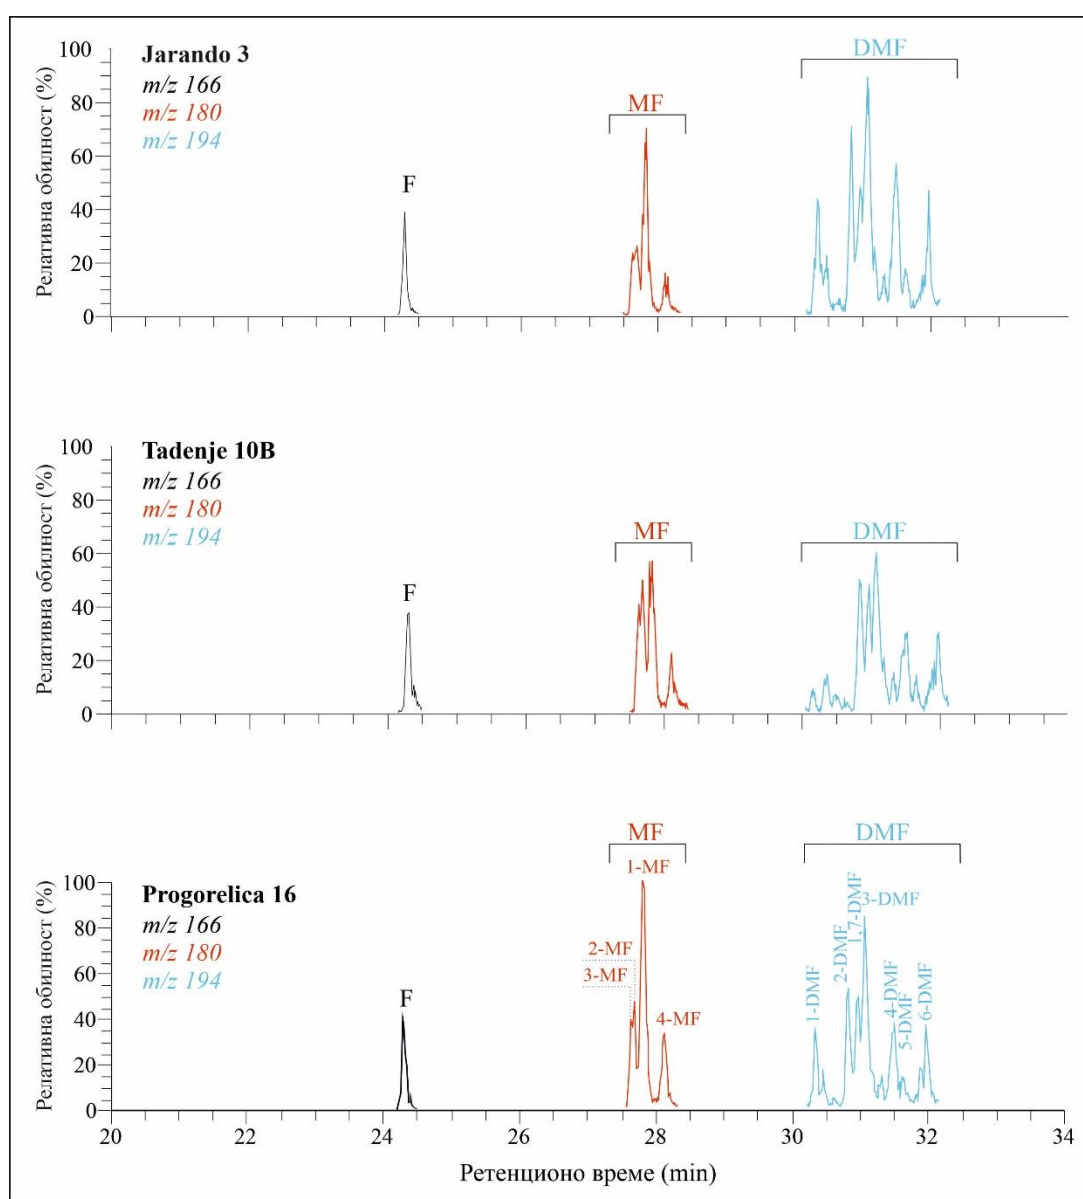 Jarando 3
m/z 166
m/z 180
m/z 194
Релативна обилност (%)
100
80
60
40
20
0
F
MF
DMF
Tadenje 10B
m/z 166
m/z 180
m/z 194
Релативна обилност (%)
100
80
60
40
20
0
F
MF
DMF
Progorelica 16
m/z 166
m/z 180
m/z 194
Релативна обилност (%)
100
80
60
40
20
0
F
MF
1-MF
2-MF
3-MF
4-MF
DMF
1-DMF
2-DMF
1,7-DMF
3-DMF
4-DMF
5-DMF
6-DMF
20 22 24 26 28 30 32 34
Ретенционо време (min)